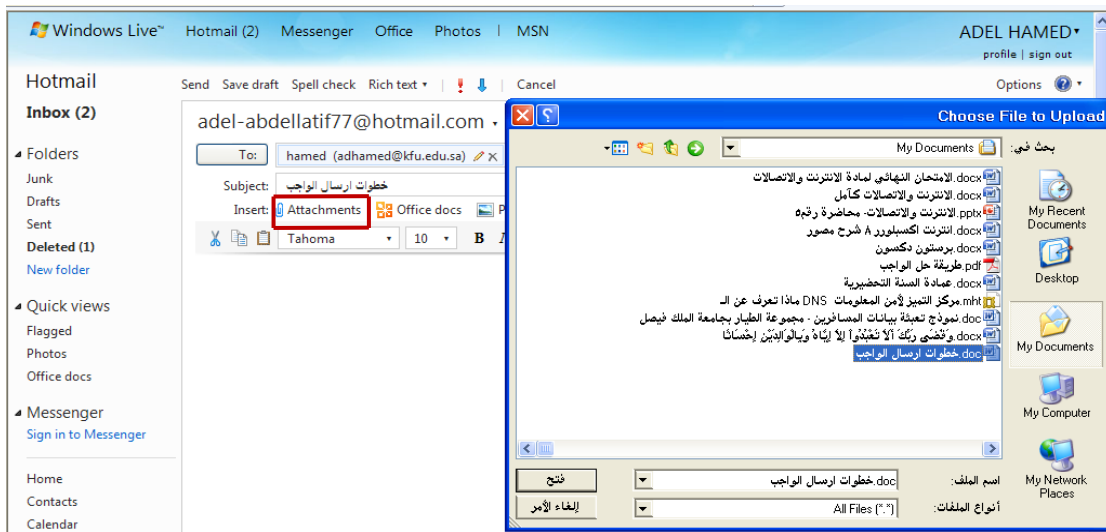 Windows Live™ Hotmail (2) Messenger Office Photos | MSN
ADEL HAMED
profile | sign out
Hotmail
Send Save draft Spell check Rich text | | Cancel
Options
Inbox (2)
adel-abdellatif77@hotmail.com
To: hamed (adhamed@kfu.edu.sa)
Subject: خطوات ارسال الواجب
Insert: Attachments Office docs P
Tahoma 10 B I
Folders
Junk
Drafts
Sent
Deleted (1)
New folder
Quick views
Flagged
Photos
Office docs
Messenger
Sign in to Messenger
Home
Contacts
Calendar
Choose File to Upload
بحث في: My Documents
الامتحان النهائي لمادة الانترنت والاتصالات.docx
الانترنت والاتصالات كآمل.docx
الانترنت والاتصالات- محاضرة رقم٥.pptx
انترنت اكسبلورر ٨ شرح مصور.docx
برستون دكسون.docx
طريقة حل الواجب.pdf
عمادة السنة التحضيرية.docx
مركز التميز لأمن المعلومات DNS ماذا تعرف عن الـ.mht
نموذج تعبئة بيانات المسافرين - مجموعة الطيار بجامعة الملك فيصل.doc
وَقَضَى رَبُّكَ أَلاَّ تَعْبُدُواْ إِلاَّ إِيَّاهُ وَبِالْوَالِدَيْنِ إِحْسَانًا.docx
خطوات ارسال الواجب.doc
My Recent Documents
Desktop
My Documents
My Computer
My Network Places
اسم الملف: خطوات ارسال الواجب.doc فتح
أنواع الملفات: All Files (*.*) إلغاء الأمر